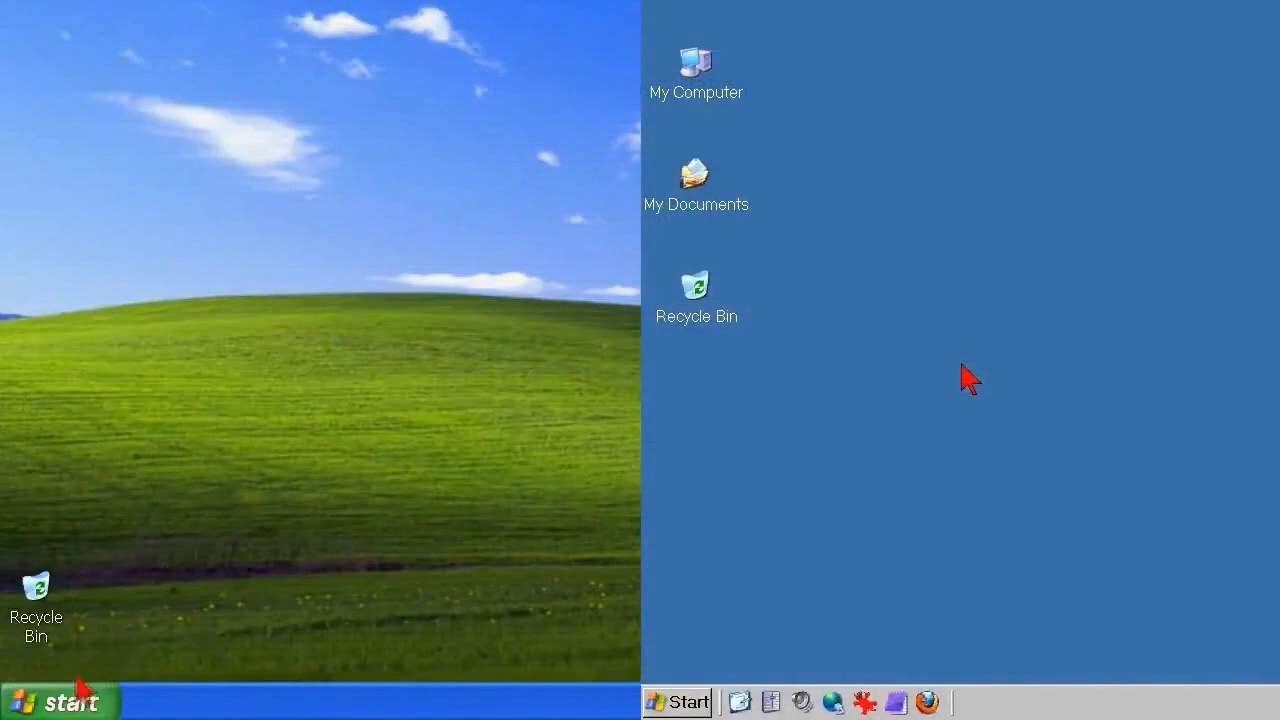 Recycle
Bin
start
My Computer
My Documents
Recycle Bin
Start